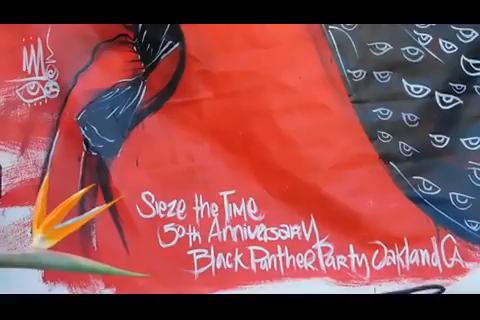 Sieze the Time
50th Anniversary
Black Panther Party Oakland CA